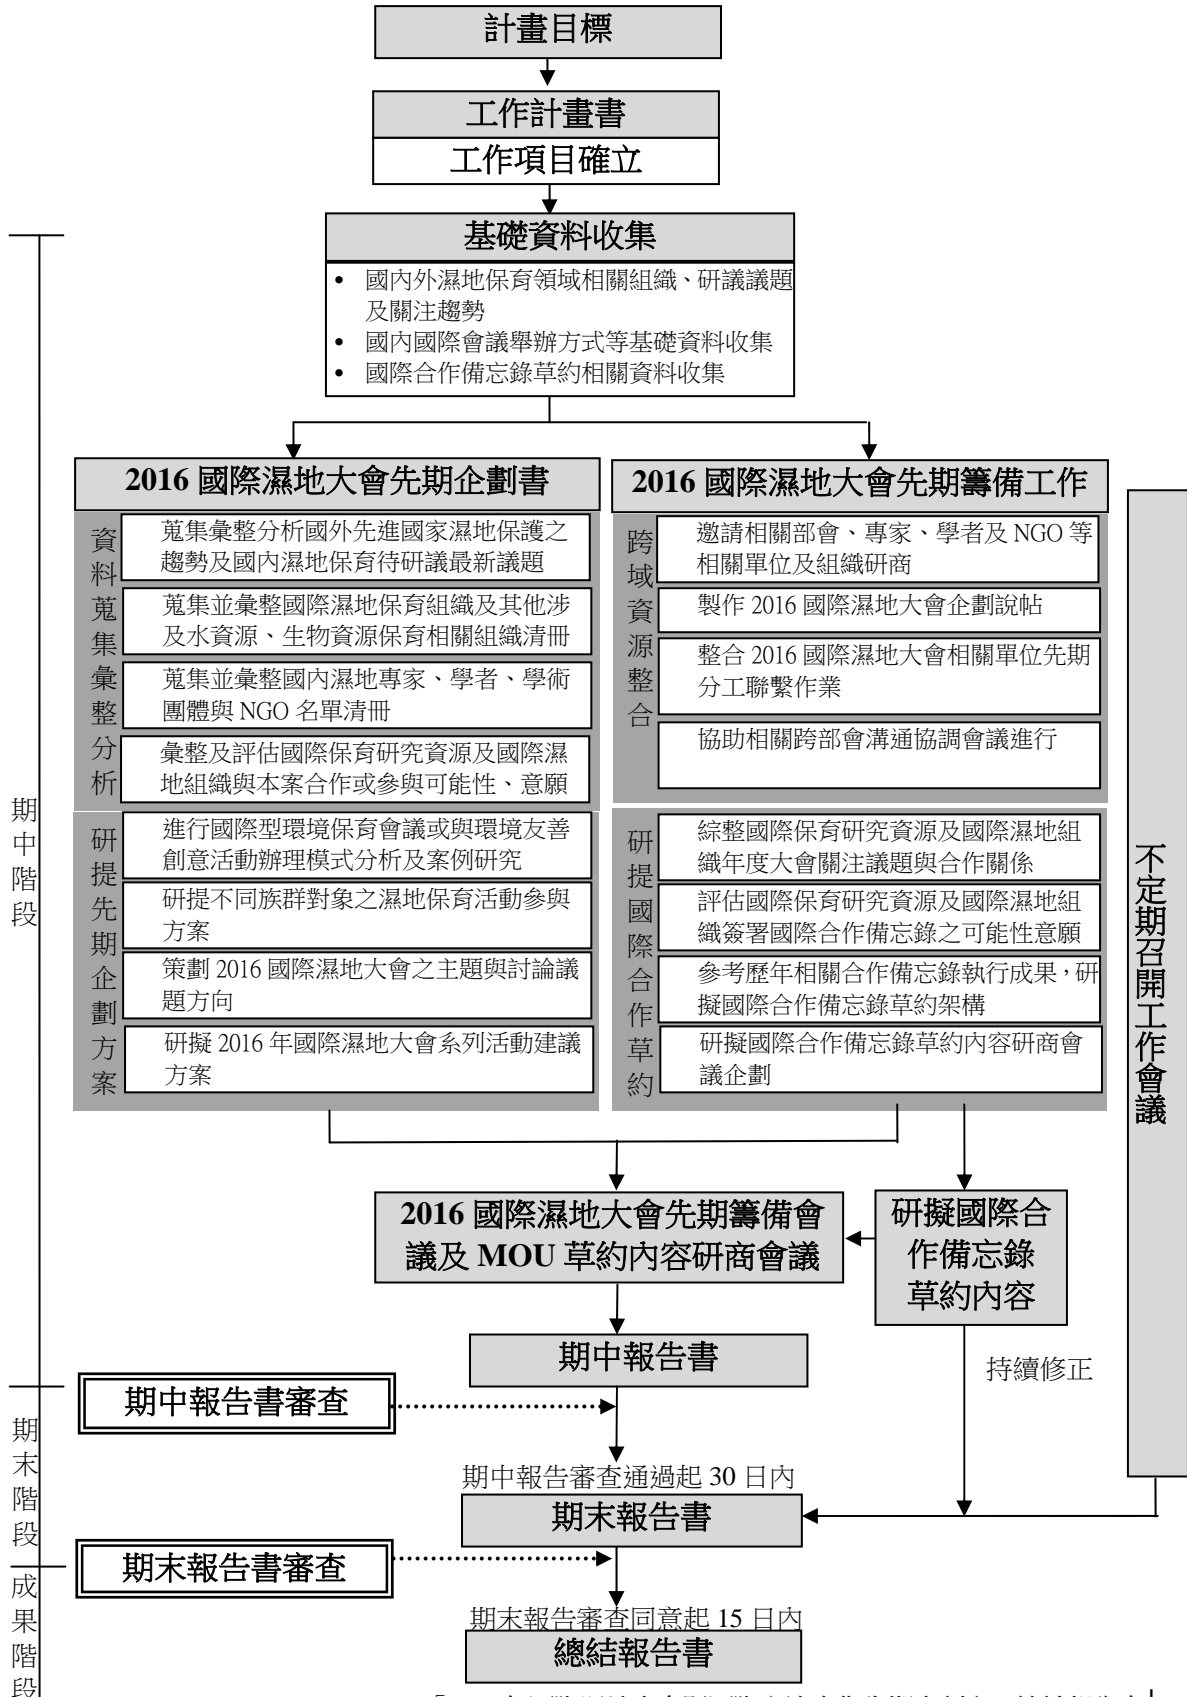 計畫目標
工作計畫書
工作項目確立
基礎資料收集
• 國內外濕地保育領域相關組織、研議議題
及關注趨勢
• 國內國際會議舉辦方式等基礎資料收集
• 國際合作備忘錄草約相關資料收集
2016 國際濕地大會先期企劃書
資料蒐集彙整分析
蒐集彙整分析國外先進國家濕地保護之
趨勢及國內濕地保育待研議最新議題
蒐集並彙整國際濕地保育組織及其他涉
及水資源、生物資源保育相關組織清冊
蒐集並彙整國內濕地專家、學者、學術
團體與 NGO 名單清冊
彙整及評估國際保育研究資源及國際濕
地組織與本案合作或參與可能性、意願
研提先期企劃方案
進行國際型環境保育會議或與環境友善
創意活動辦理模式分析及案例研究
研提不同族群對象之濕地保育活動參與
方案
策劃 2016 國際濕地大會之主題與討論議
題方向
研擬 2016 年國際濕地大會系列活動建議
方案
2016 國際濕地大會先期籌備工作
跨域資源整合
邀請相關部會、專家、學者及 NGO 等
相關單位及組織研商
製作 2016 國際濕地大會企劃說帖
整合 2016 國際濕地大會相關單位先期
分工聯繫作業
協助相關跨部會溝通協調會議進行
研提國際合作草約
綜整國際保育研究資源及國際濕地組
織年度大會關注議題與合作關係
評估國際保育研究資源及國際濕地組
織簽署國際合作備忘錄之可能性意願
參考歷年相關合作備忘錄執行成果，研
擬國際合作備忘錄草約架構
研擬國際合作備忘錄草約內容研商會
議企劃
不定期召開工作會議
期中階段
2016 國際濕地大會先期籌備會
議及 MOU 草約內容研商會議
研擬國際合
作備忘錄
草約內容
期中報告書
持續修正
期中報告書審查
期末階段
期中報告審查通過起 30 日內
期末報告書
期末報告書審查
成果階段
期末報告審查同意起 15 日內
總結報告書